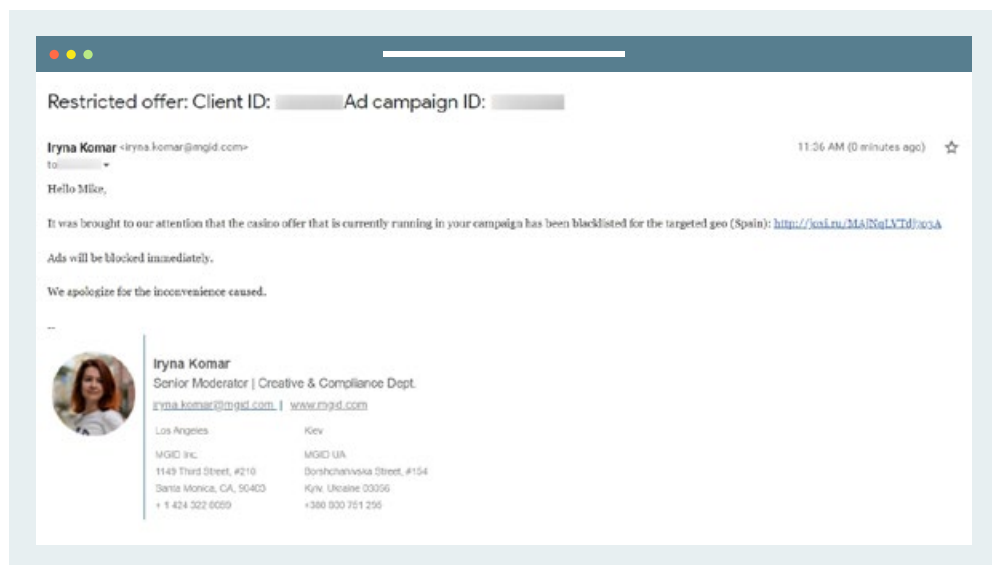 Restricted offer: Client ID: Ad campaign ID:
Iryna Komar <iryna.komar@mgid.com>
11:36 AM (0 minutes ago)
to
Hello Mike,
It was brought to our attention that the casino offer that is currently running in your campaign has been blacklisted for the targeted geo (Spain):
Ads will be blocked immediately.
We apologize for the inconvenience caused.
--
Iryna Komar
Senior Moderator | Creative & Compliance Dept.
iryna.komar@mgid.com | www.mgid.com
Los Angeles Kiev
MGID Inc. MGID UA
1149 Third Street, #210 Borshchahivska Street, #154
Santa Monica, CA, 90403 Kyiv, Ukraine 03056